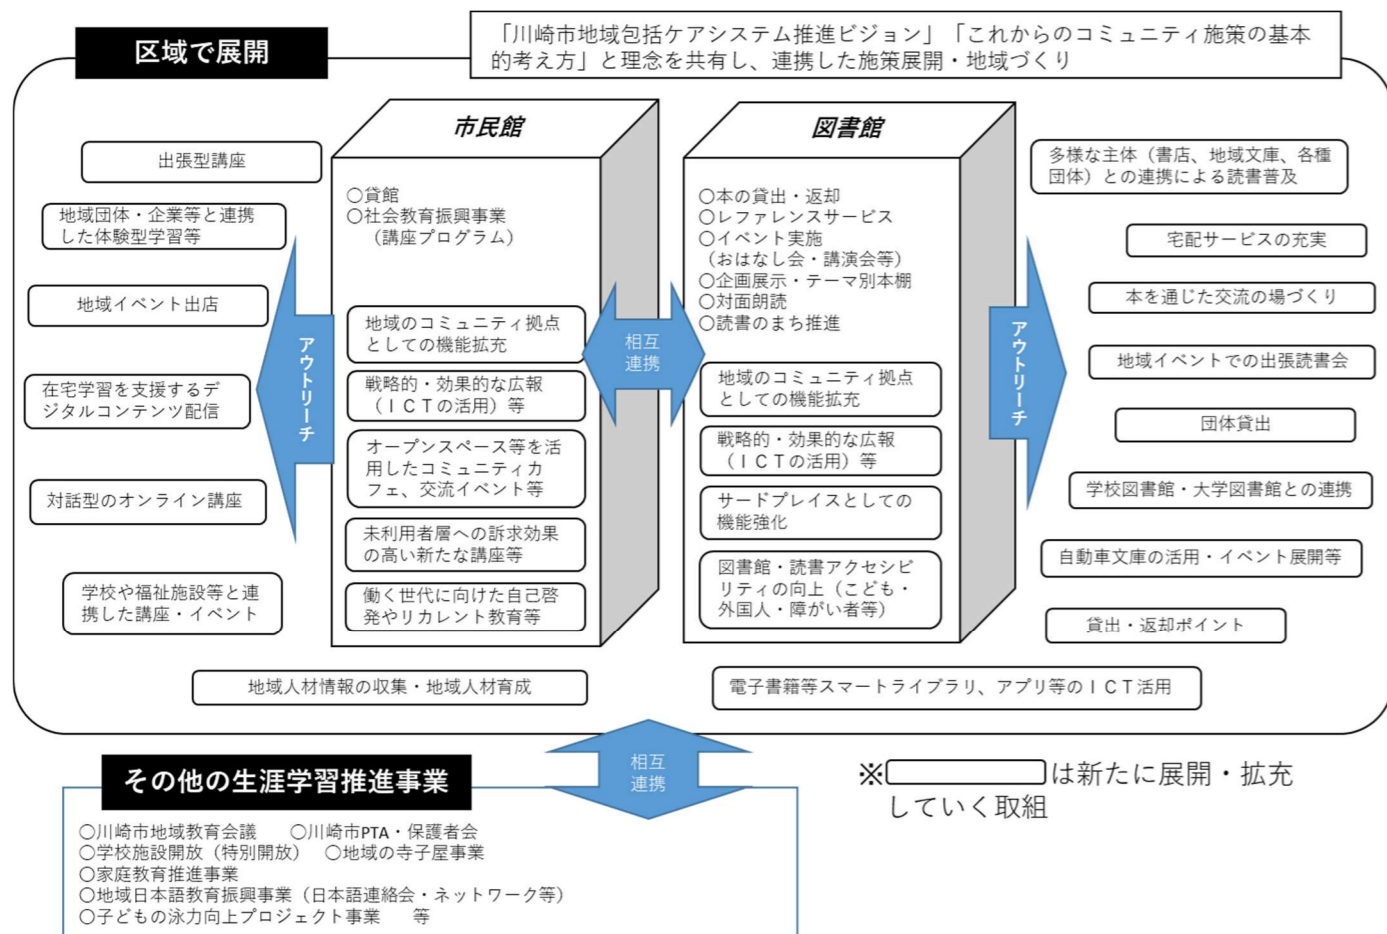 区域で展開
「川崎市地域包括ケアシステム推進ビジョン」「これからのコミュニティ施策の基本
的考え方」と理念を共有し、連携した施策展開・地域づくり
出張型講座
地域団体・企業等と連携
した体験型学習等
地域イベント出店
在宅学習を支援するデ
ジタルコンテンツ配信
対話型のオンライン講座
学校や福祉施設等と連
携した講座・イベント
アウトリーチ
市民館
○貸館
○社会教育振興事業
(講座プログラム)
地域のコミュニティ拠点
としての機能拡充
戦略的・効果的な広報
(ICTの活用)等
オープンスペース等を活
用したコミュニティカ
フェ、交流イベント等
未利用者層への訴求効果
の高い新たな講座等
働く世代に向けた自己啓
発やリカレント教育等
相互
連携
図書館
○本の貸出・返却
○レファレンスサービス
○イベント実施
(おはなし会・講演会等)
○企画展示・テーマ別本棚
○対面朗読
○読書のまち推進
地域のコミュニティ拠点
としての機能拡充
戦略的・効果的な広報
(ICTの活用)等
サードプレイスとしての
機能強化
図書館・読書アクセシビ
リティの向上(こども・
外国人・障がい者等)
アウトリーチ
多様な主体(書店、地域文庫、各種
団体)との連携による読書普及
宅配サービスの充実
本を通じた交流の場づくり
地域イベントでの出張読書会
団体貸出
学校図書館・大学図書館との連携
自動車文庫の活用・イベント展開等
貸出・返却ポイント
地域人材情報の収集・地域人材育成
電子書籍等スマートライブラリ、アプリ等のICT活用
相互
連携
その他の生涯学習推進事業
○川崎市地域教育会議 ○川崎市PTA・保護者会
○学校施設開放(特別開放) ○地域の寺子屋事業
○家庭教育推進事業
○地域日本語教育振興事業(日本語連絡会・ネットワーク等)
○子どもの泳力向上プロジェクト事業 等
※ は新たに展開・拡充
していく取組